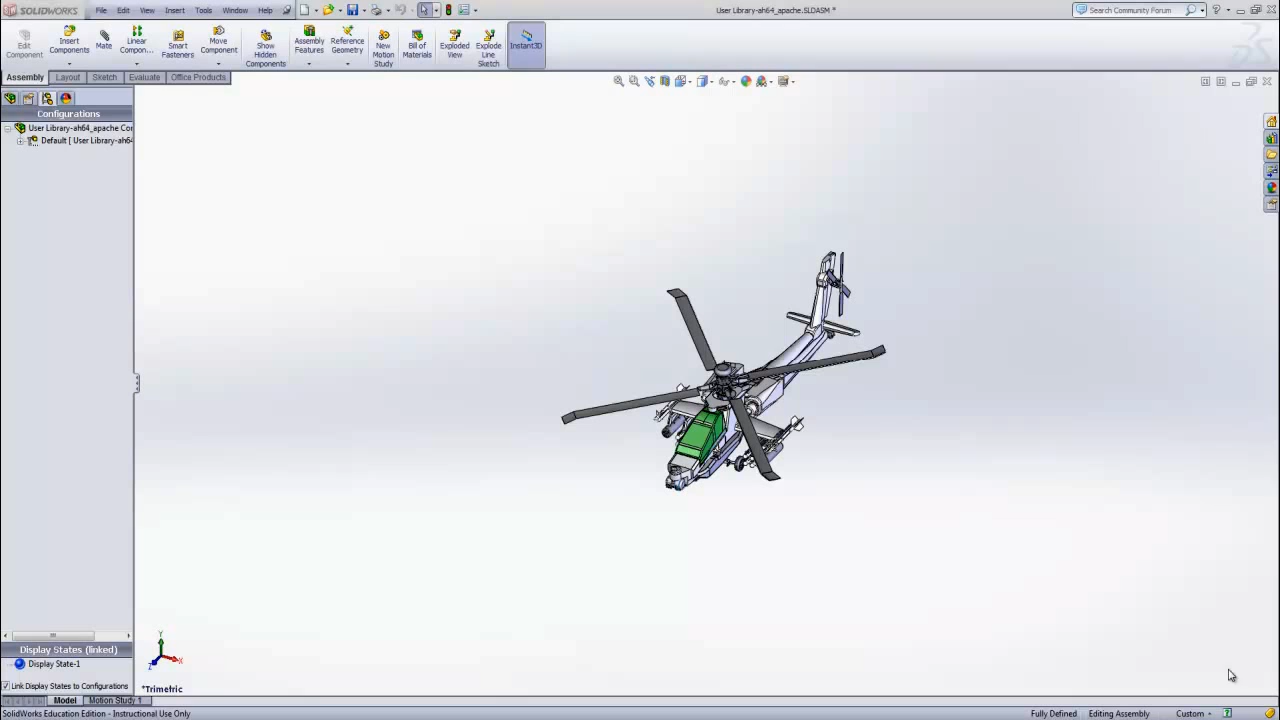 SOLIDWORKS File Edit View Insert Tools Window Help User Library-ah64_apache.SLDASM * Search Community Forum
Edit Component
Insert Components
Mate
Linear Compon...
Smart Fasteners
Move Component
Show Hidden Components
Assembly Features
Reference Geometry
New Motion Study
Bill of Materials
Exploded View
Explode Line Sketch
Instant3D
Assembly Layout Sketch Evaluate Office Products
Configurations
User Library-ah64_apache Cor
Default [ User Library-ah64
Y
X
Z
Display States (linked)
Display State-1
Link Display States to Configurations
*Trimetric
Model Motion Study 1
SolidWorks Education Edition - Instructional Use Only Fully Defined Editing Assembly Custom